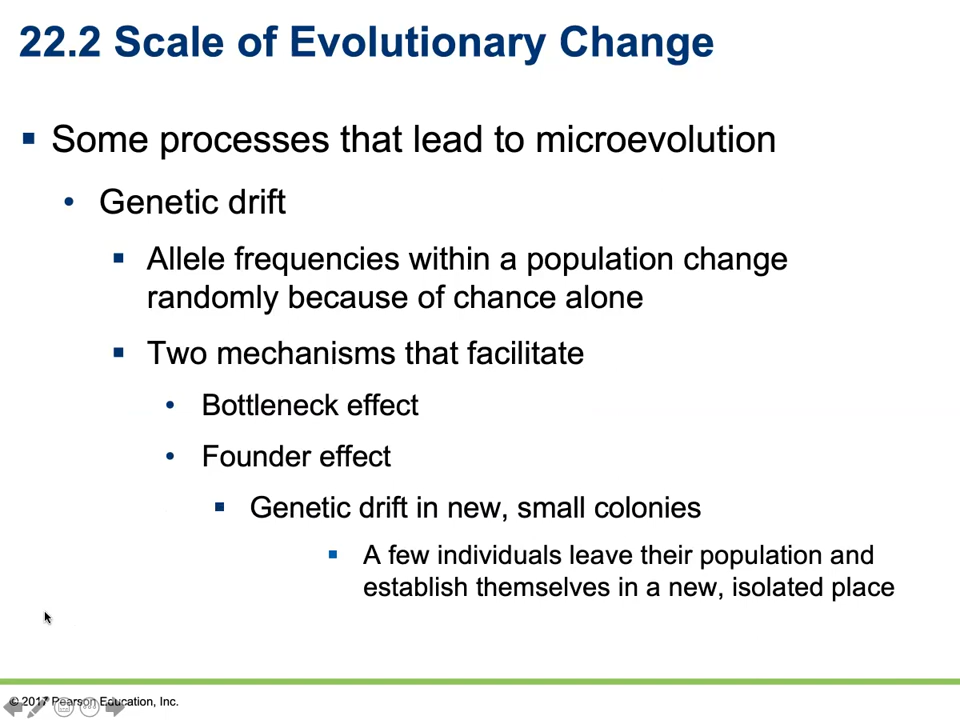 22.2 Scale of Evolutionary Change
Some processes that lead to microevolution
Genetic drift
Allele frequencies within a population change
randomly because of chance alone
Two mechanisms that facilitate
Bottleneck effect
Founder effect
Genetic drift in new, small colonies
A few individuals leave their population and
establish themselves in a new, isolated place
© 2017 Pearson Education, Inc.